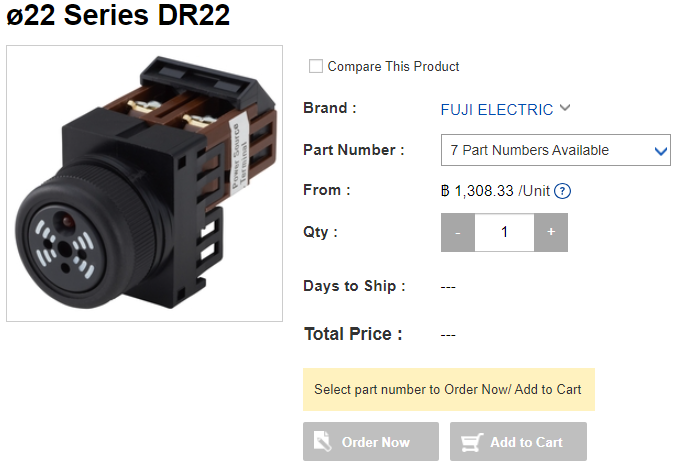 ø22 Series DR22
Compare This Product
Brand :
FUJI ELECTRIC
Part Number :
7 Part Numbers Available
From :
฿ 1,308.33 /Unit ?
Qty :
- 1 +
Days to Ship :
---
Total Price :
---
Select part number to Order Now/ Add to Cart
Order Now
Add to Cart
Power Source
Terminal